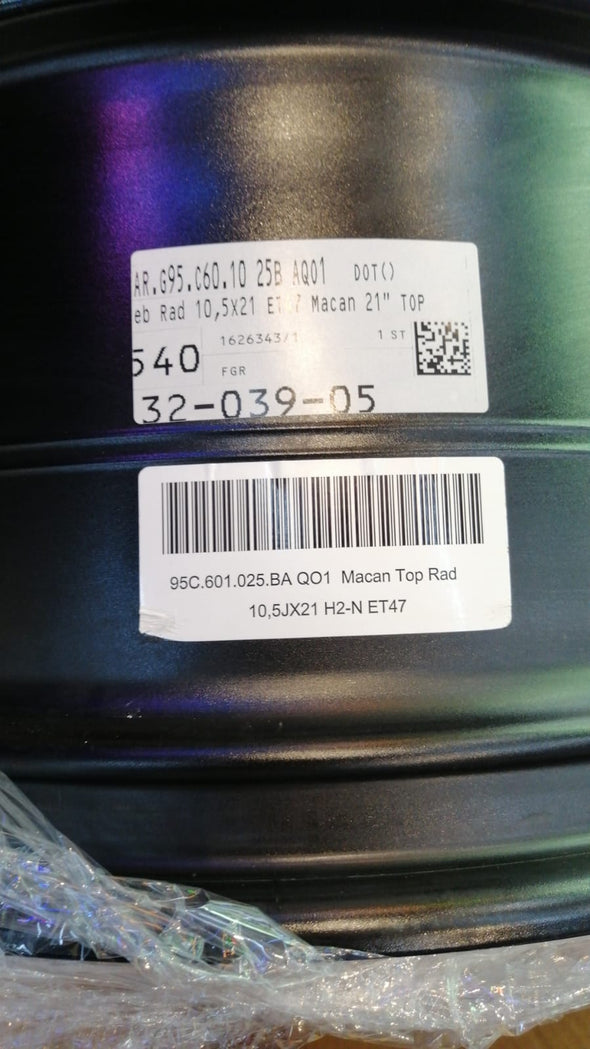 AR.G95.C60.10 25B AQ01 DOT()
eb Rad 10,5X21 Macan 21" TOP
540 1626343/1 1 ST
FGR
32-039-05
95C.601.025.BA QO1 Macan Top Rad
10,5JX21 H2-N ET47